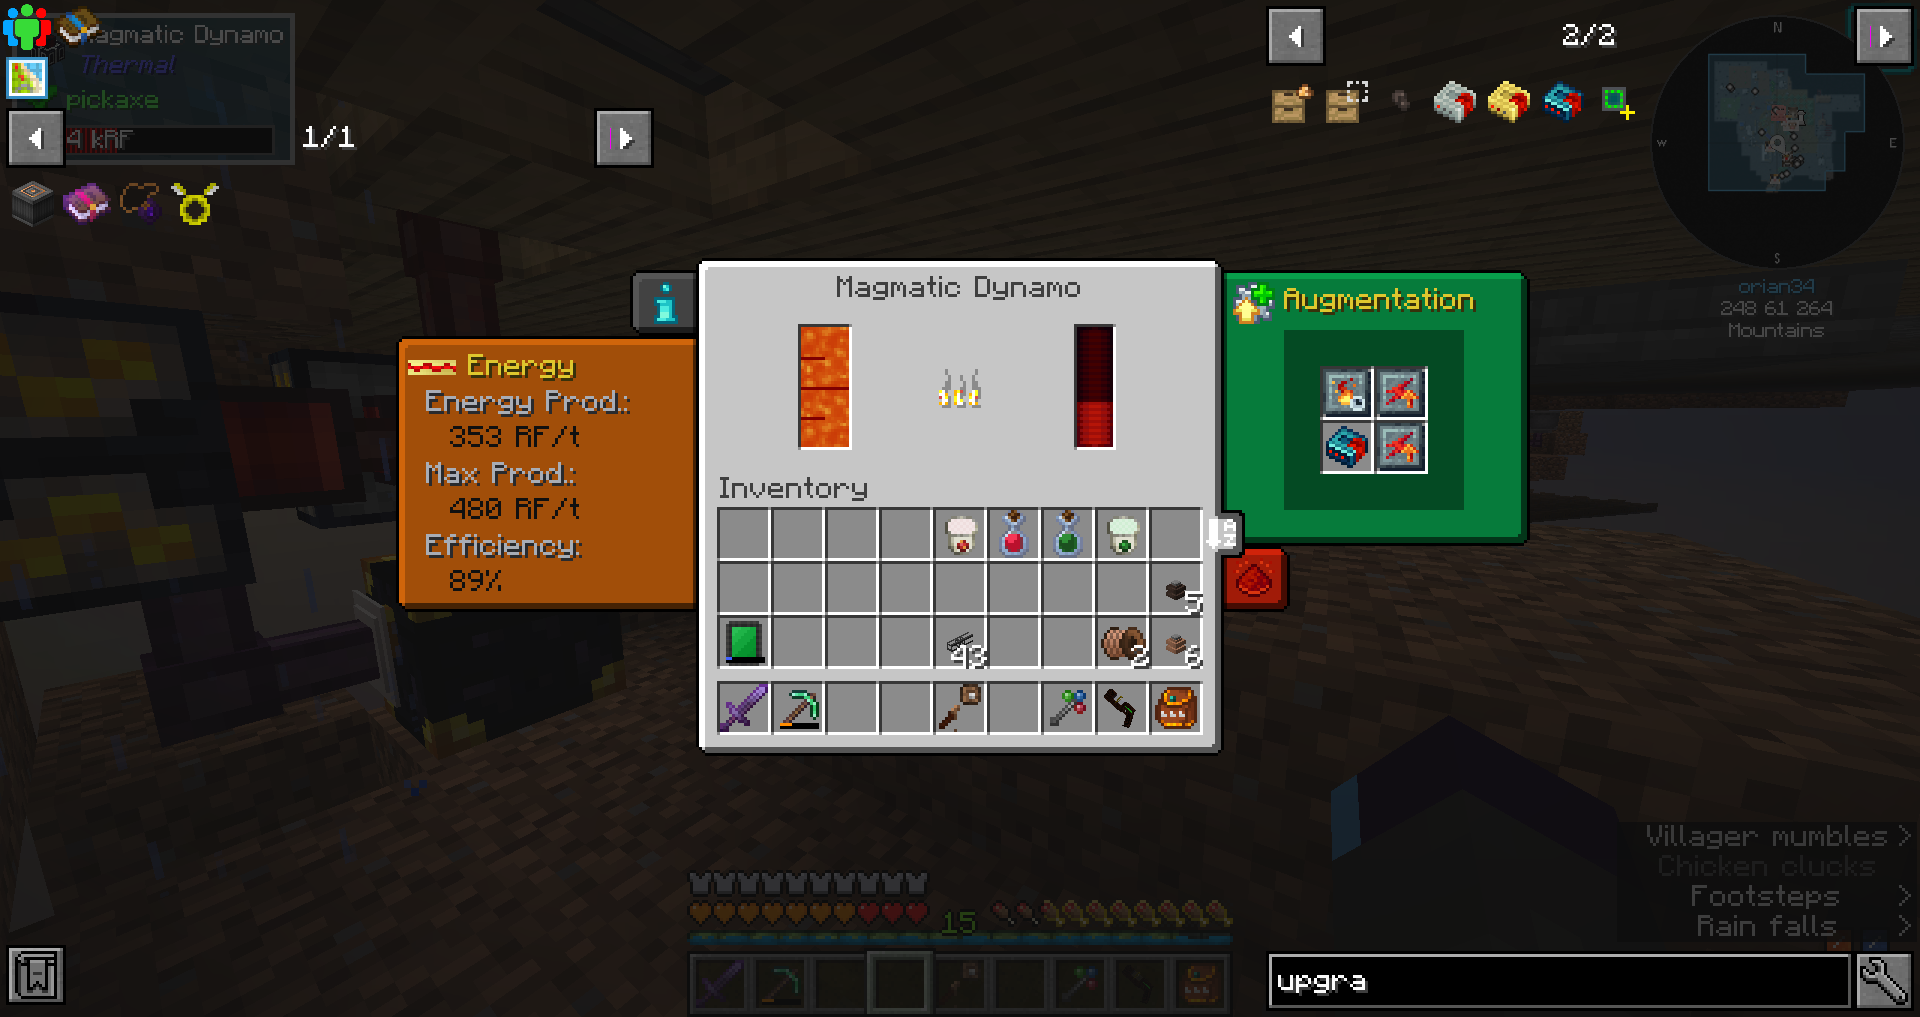 Magmatic Dynamo
Thermal
pickaxe
4 kRF
1/1
2/2
N
W
E
S
orian34
248 61 264
Mountains
Energy
Energy Prod.:
353 RF/t
Max Prod.:
480 RF/t
Efficiency:
89%
Magmatic Dynamo
Inventory
5
43
2
6
Augmentation
15
Villager mumbles >
Chicken clucks
Footsteps >
Rain falls >
upgra